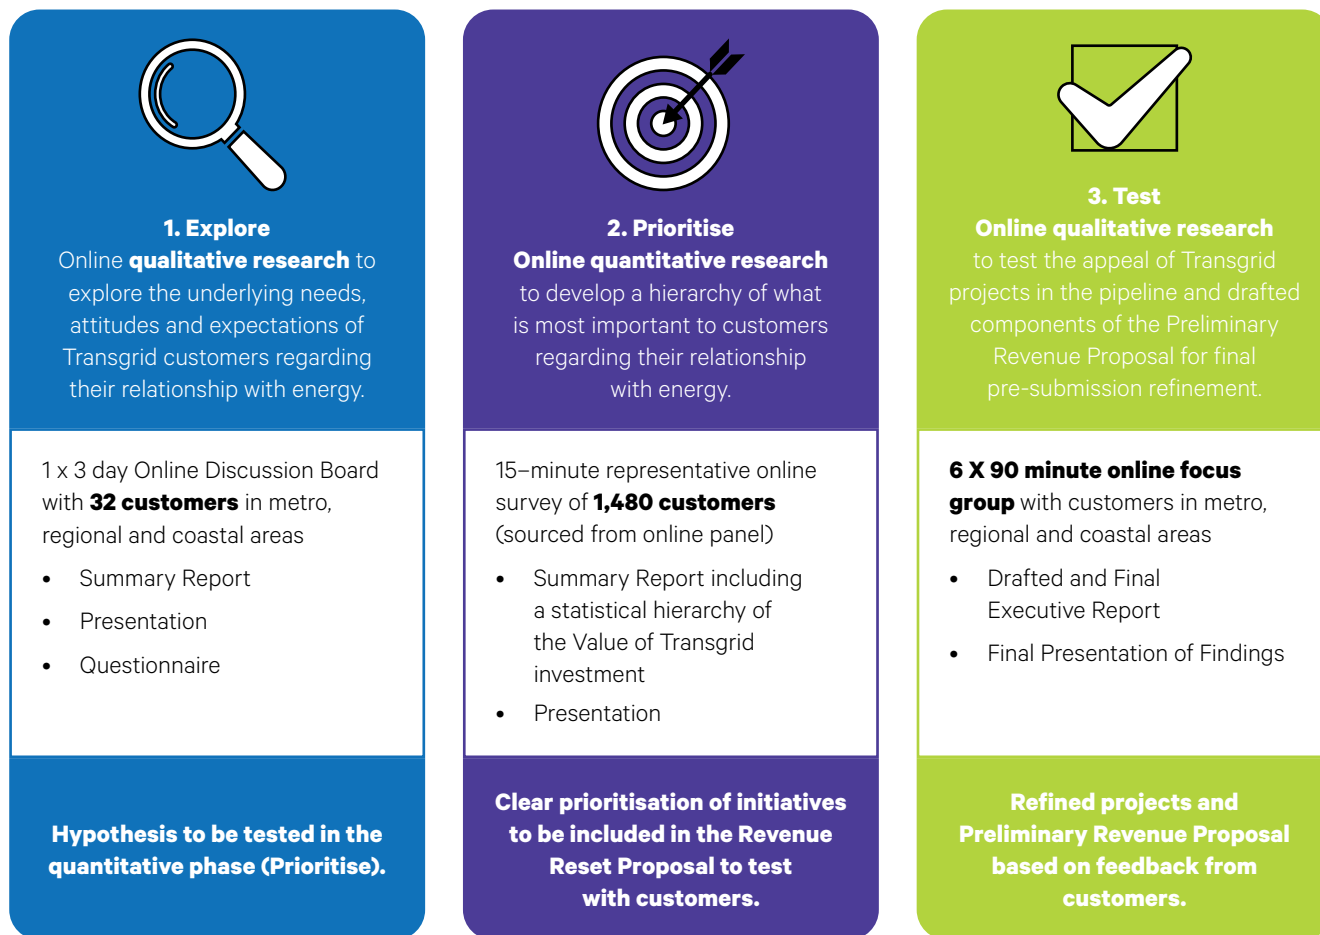 1. Explore
Online qualitative research to
explore the underlying needs,
attitudes and expectations of
Transgrid customers regarding
their relationship with energy.
1 x 3 day Online Discussion Board
with 32 customers in metro,
regional and coastal areas
• Summary Report
• Presentation
• Questionnaire
Hypothesis to be tested in the
quantitative phase (Prioritise).
2. Prioritise
Online quantitative research
to develop a hierarchy of what
is most important to customers
regarding their relationship
with energy.
15–minute representative online
survey of 1,480 customers
(sourced from online panel)
• Summary Report including
a statistical hierarchy of
the Value of Transgrid
investment
• Presentation
Clear prioritisation of initiatives
to be included in the Revenue
Reset Proposal to test
with customers.
3. Test
Online qualitative research
to test the appeal of Transgrid
projects in the pipeline and drafted
components of the Preliminary
Revenue Proposal for final
pre-submission refinement.
6 X 90 minute online focus
group with customers in metro,
regional and coastal areas
• Drafted and Final
Executive Report
• Final Presentation of Findings
Refined projects and
Preliminary Revenue Proposal
based on feedback from
customers.